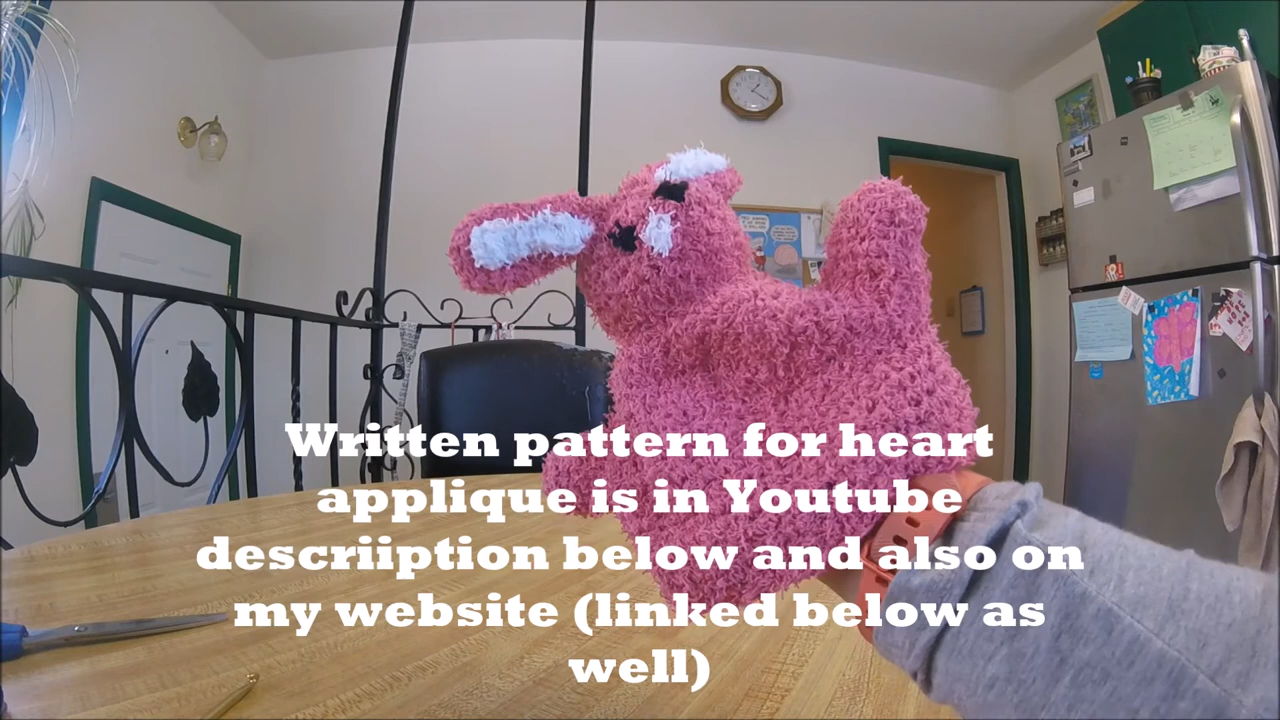 Written pattern for heart
applique is in Youtube
descriiption below and also on
my website (linked below as
well)